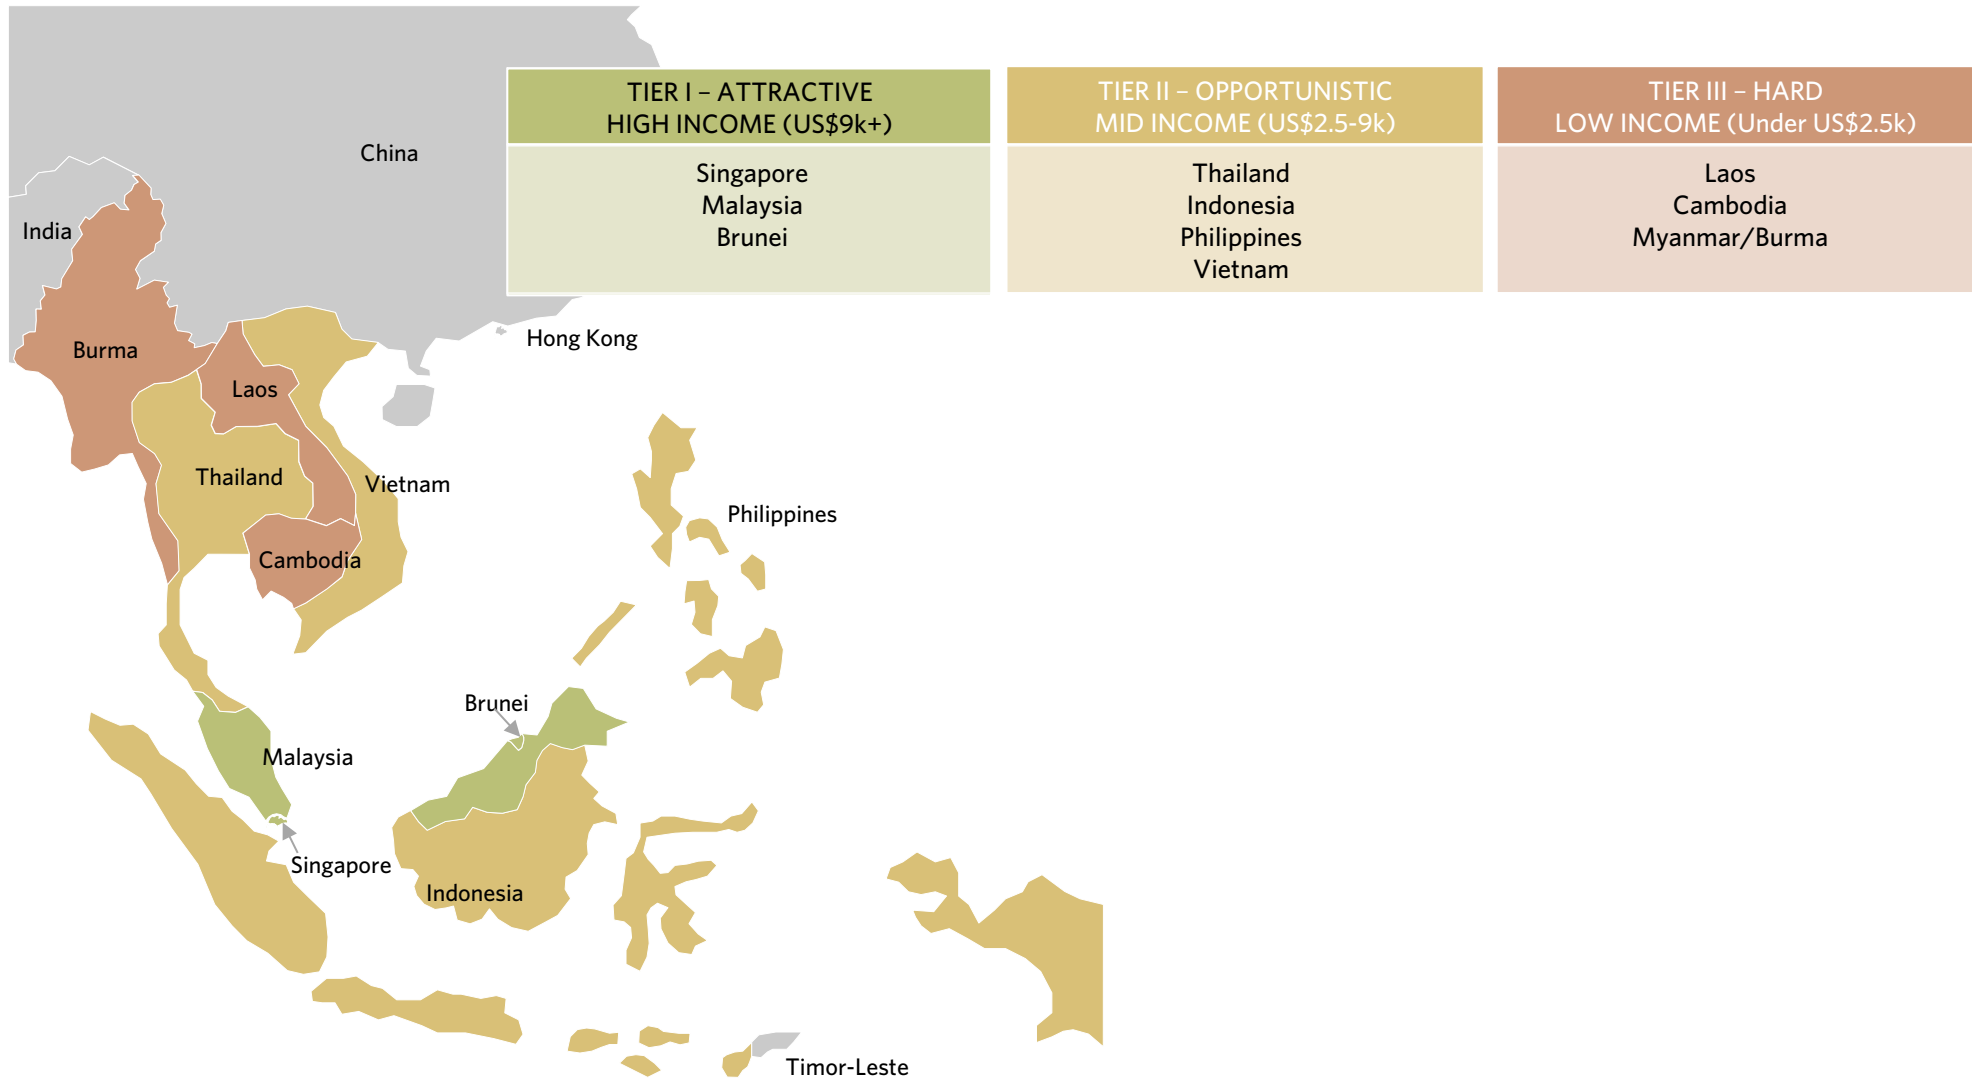 TIER I – ATTRACTIVE
HIGH INCOME (US$9k+)
Singapore
Malaysia
Brunei
TIER II – OPPORTUNISTIC
MID INCOME (US$2.5-9k)
Thailand
Indonesia
Philippines
Vietnam
TIER III – HARD
LOW INCOME (Under US$2.5k)
Laos
Cambodia
Myanmar/Burma
China
India
Hong Kong
Burma
Laos
Thailand
Vietnam
Philippines
Cambodia
Brunei
Malaysia
Singapore
Indonesia
Timor-Leste